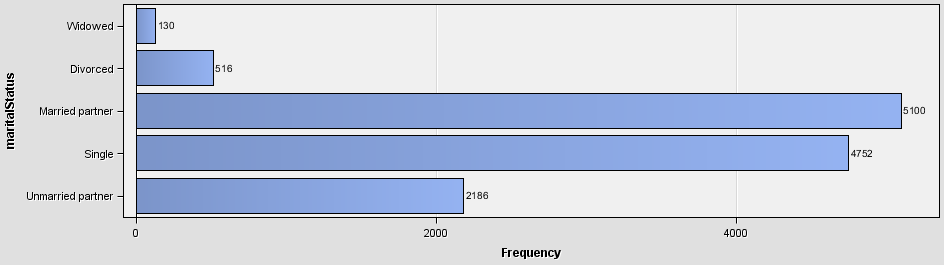 maritalStatus
Widowed 130
Divorced 516
Married partner 5100
Single 4752
Unmarried partner 2186
0 2000 4000
Frequency